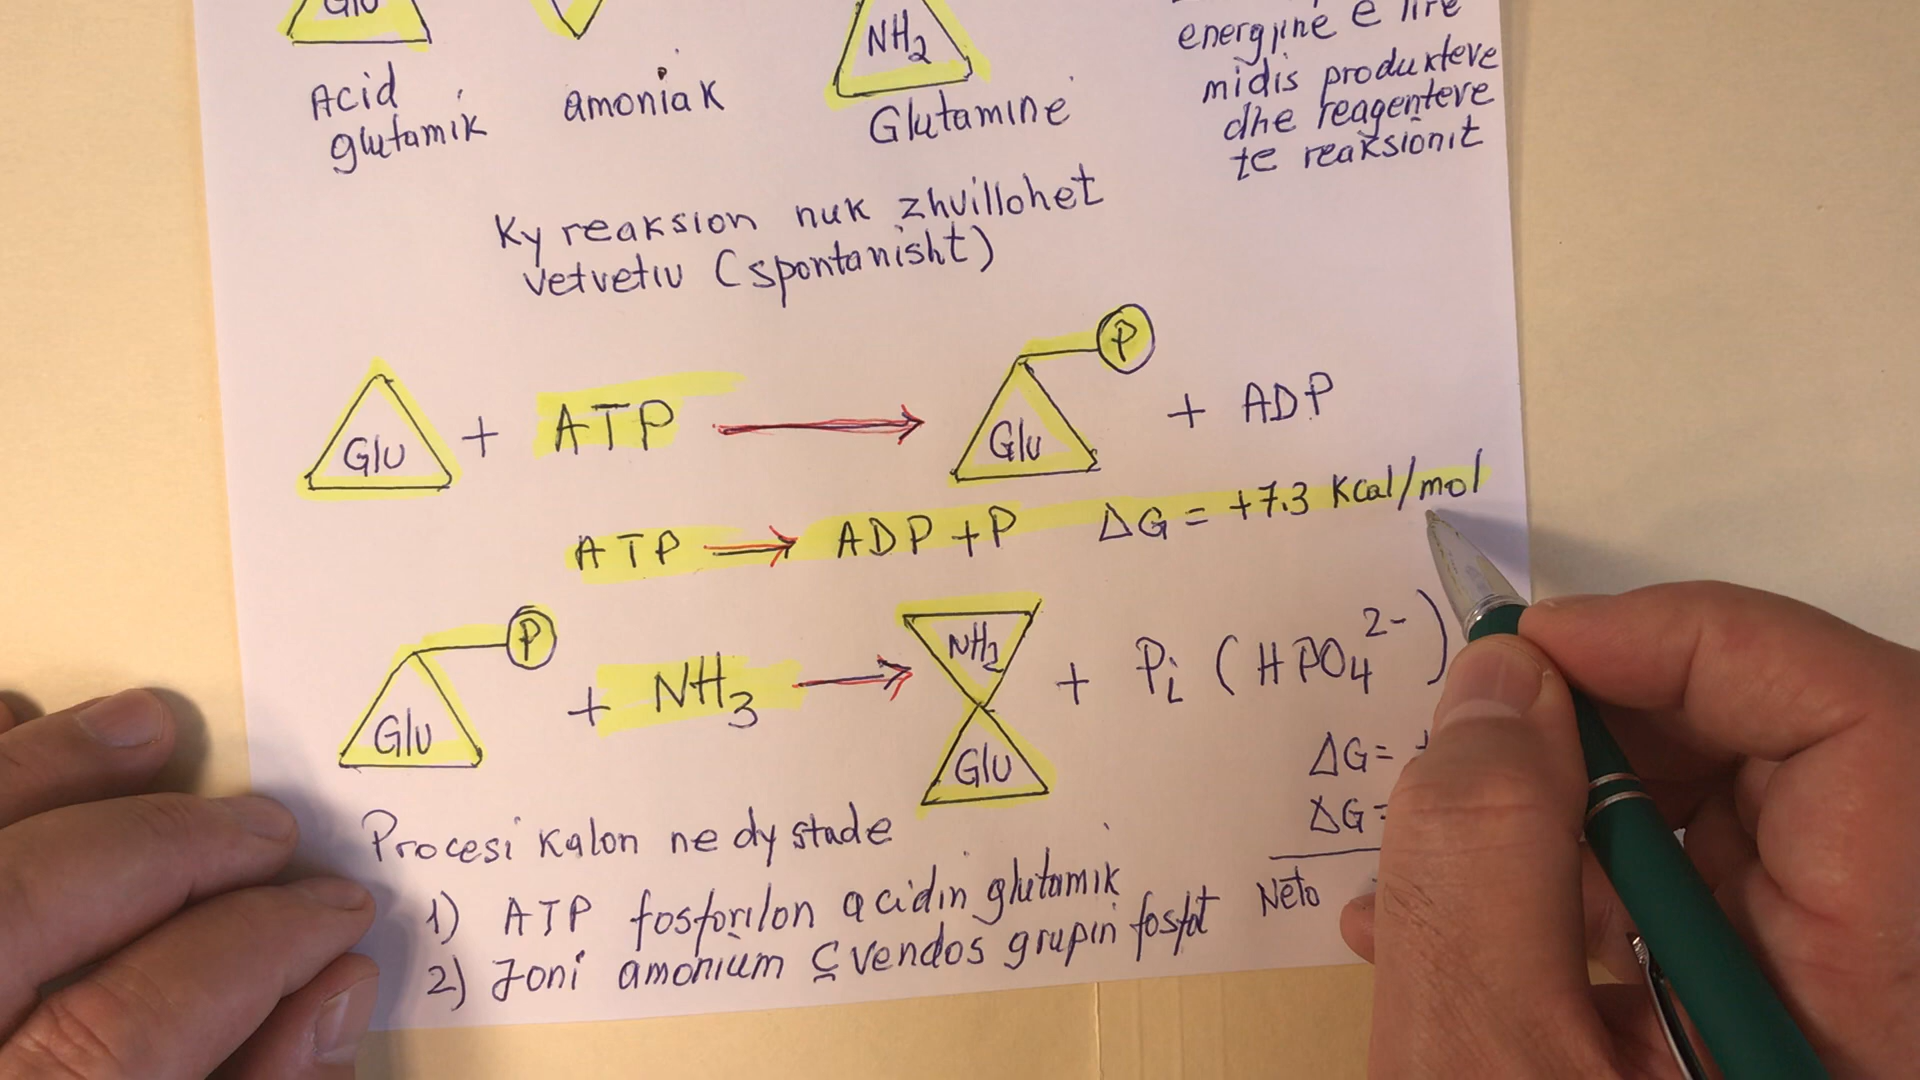 Glu
NH₂
Acid
glutamik
amoniak
Glutamine
energjine e lire
midis produkteve
dhe reagenteve
te reaksionit
Ky reaksion nuk zhvillohet
vetvetiu (spontanisht)
Glu + ATP → Glu P + ADP
ATP → ADP + P ΔG = +7.3 Kcal/mol
Glu P + NH₃ → NH₂ Glu + Pi (HPO₄²⁻)
ΔG=
ΔG=
Neto
Procesi kalon ne dy stade
1) ATP fosforilon acidin glutamik
2) Joni amonium çvendos grupin fosfat